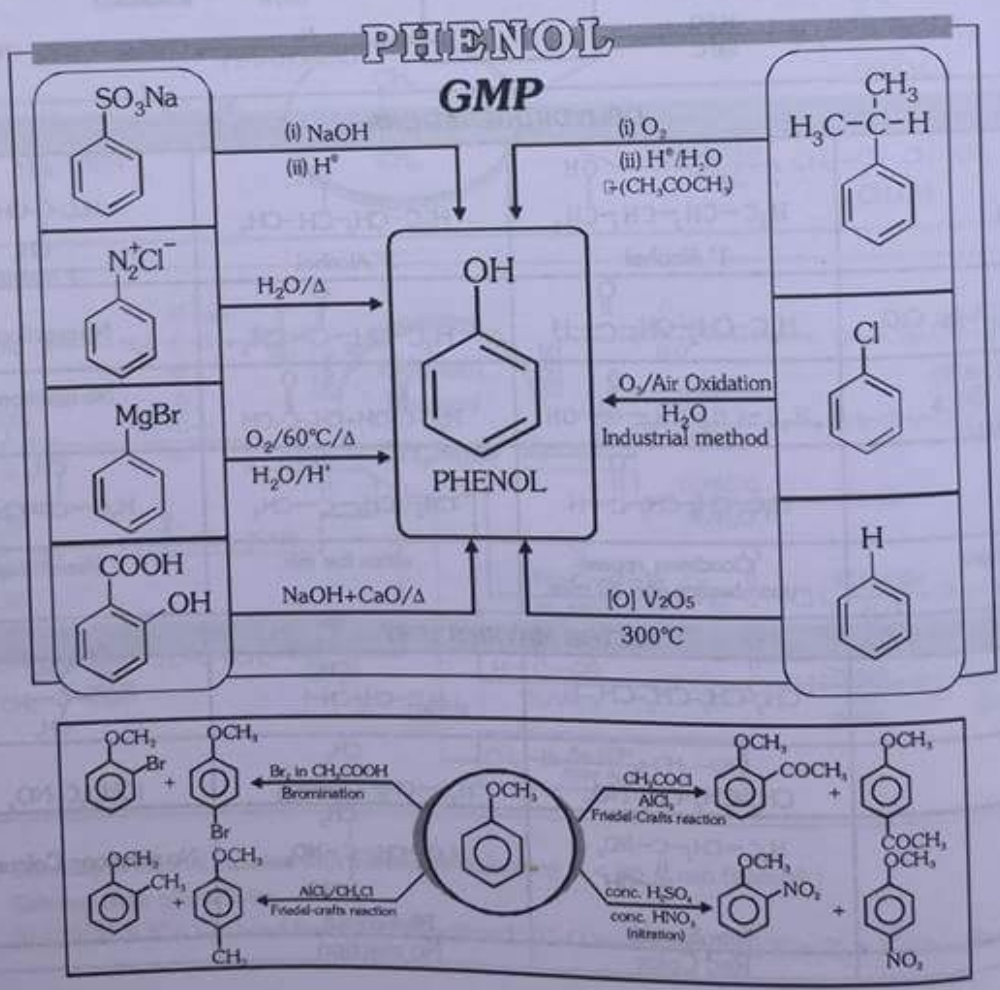 PHENOL
GMP
SO₃Na
(i) NaOH
(ii) H⊕
N₂⁺Cl⁻
H₂O/Δ
MgBr
O₂/60°C/Δ
H₂O/H⁺
COOH
OH
NaOH+CaO/Δ
OH
PHENOL
CH₃
H₃C–C–H
(i) O₂
(ii) H⊕/H₂O
(CH₃COCH₃)
Cl
O₂/Air Oxidation
H₂O
Industrial method
H
[O] V2O5
300°C
OCH₃
Br
+
OCH₃
Br
Br₂ in CH₃COOH
Bromination
OCH₃
CH₃
+
OCH₃
CH₃
AlCl₃/CH₃Cl
Friedel-crafts reaction
OCH₃
CH₃COCl
AlCl₃
Friedel-Crafts reaction
OCH₃
COCH₃
+
OCH₃
COCH₃
conc. H₂SO₄
conc. HNO₃
(nitration)
OCH₃
NO₂
+
OCH₃
NO₂